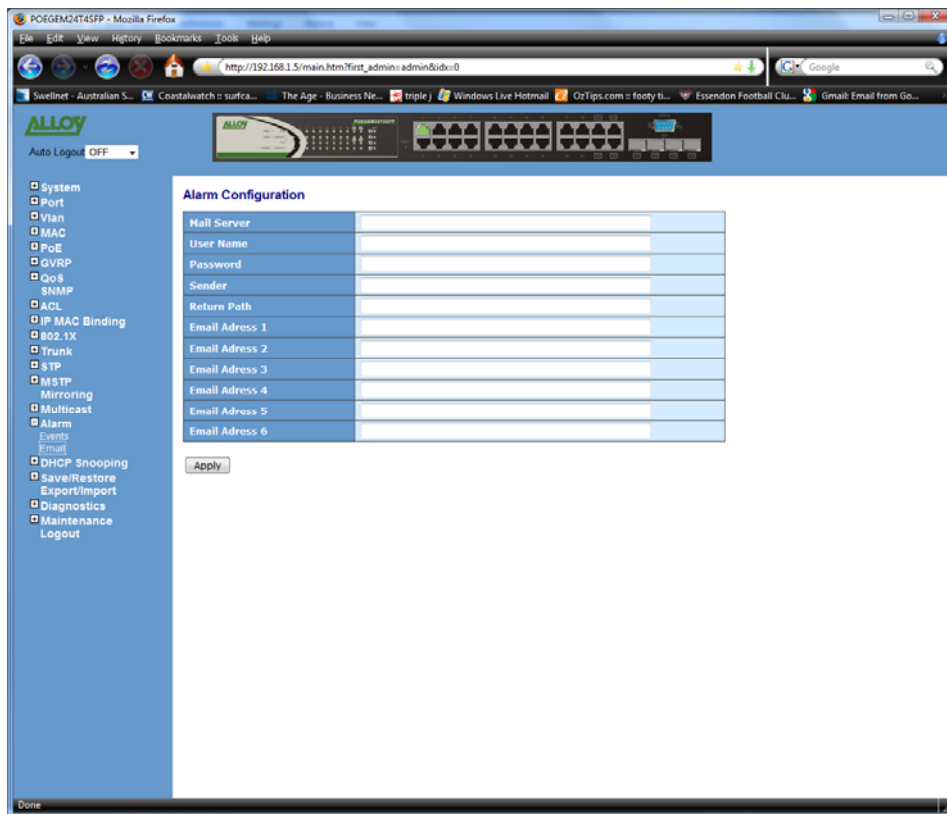 POEGEM24T4SFP - Mozilla Firefox
File Edit View History Bookmarks Tools Help
http://192.168.1.5/main.htm?first_admin=admin&idx=0
Google
Swellnet - Australian S... Coastalwatch :: surfca... The Age - Business Ne... triple j Windows Live Hotmail OzTips.com :: footy ti... Essendon Football Clu... Gmail: Email from Go...
ALLOY
ALLOY
POEGEM24T4SFP
Auto Logout OFF
System
Port
Vlan
MAC
PoE
GVRP
QoS
SNMP
ACL
IP MAC Binding
802.1X
Trunk
STP
MSTP
Mirroring
Multicast
Alarm
Events
Email
DHCP Snooping
Save/Restore
Export/Import
Diagnostics
Maintenance
Logout
Alarm Configuration
Mail Server
User Name
Password
Sender
Return Path
Email Adress 1
Email Adress 2
Email Adress 3
Email Adress 4
Email Adress 5
Email Adress 6
Apply
Done